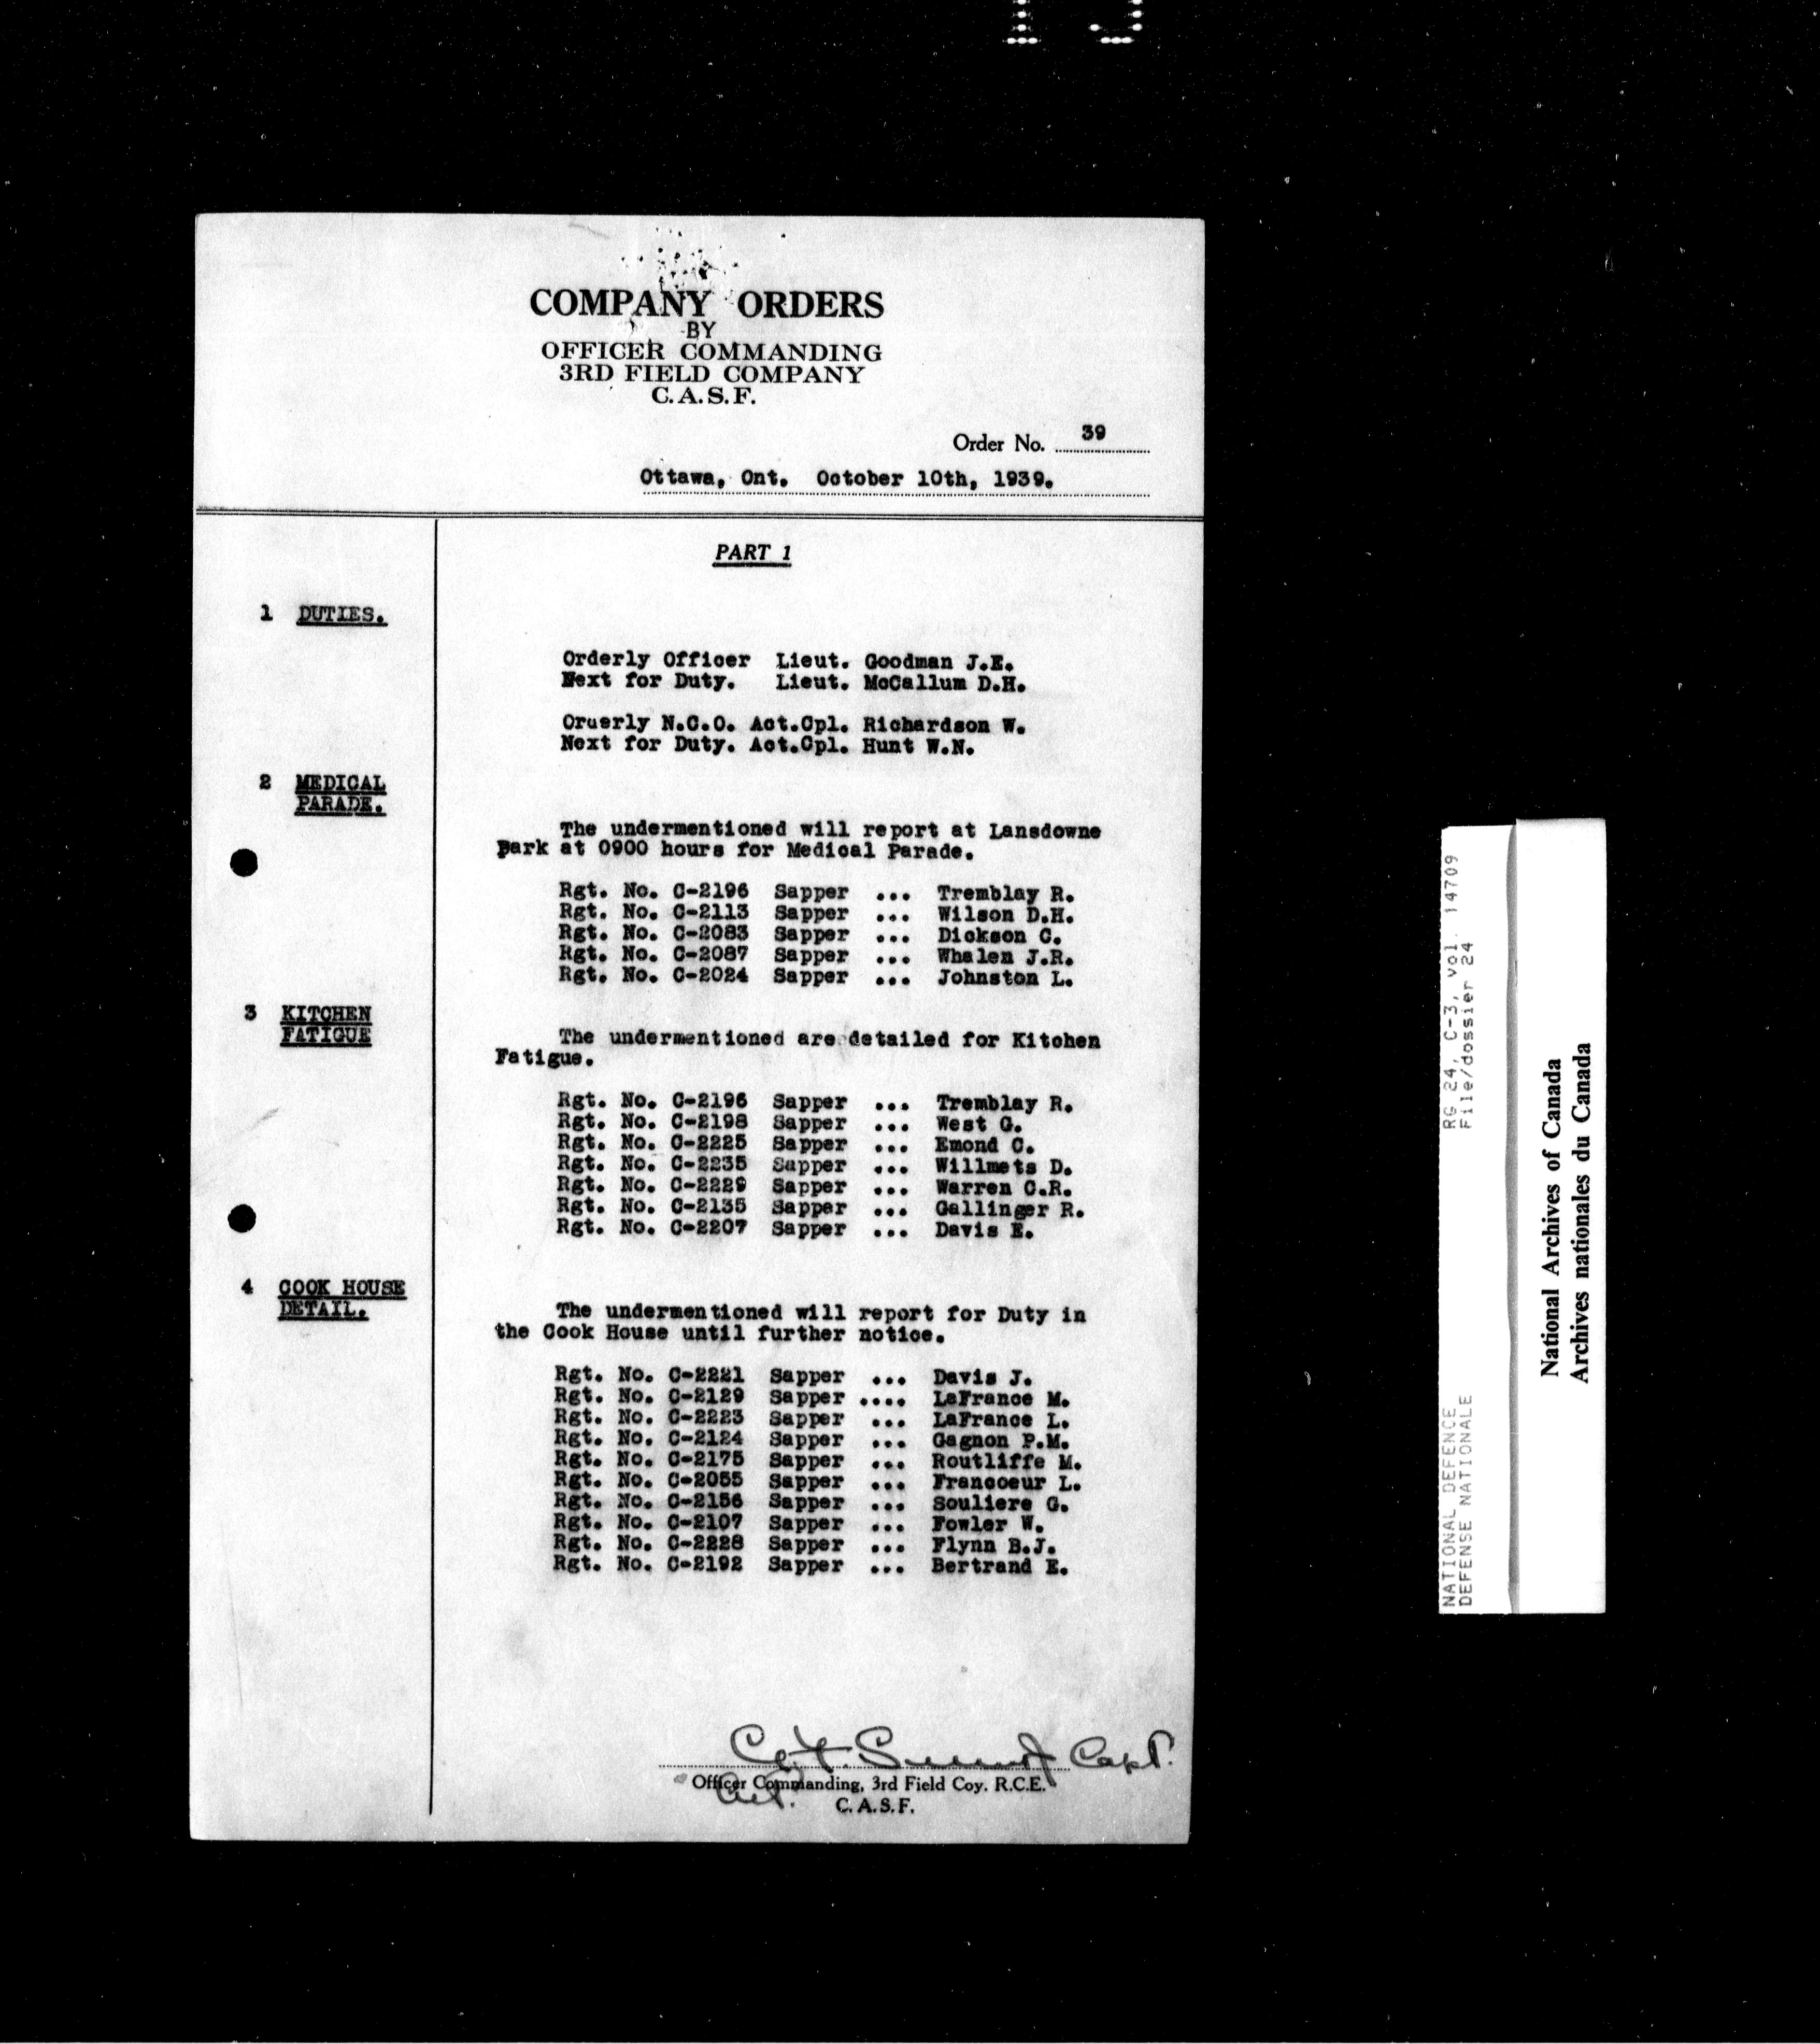 COMPANY ORDERS
BY
OFFICER COMMANDING
3RD FIELD COMPANY
C.A.S.F.
Order No. 39
Ottawa, Ont. October 10th, 1939.
PART 1
1 DUTIES.
Orderly Officer Lieut. Goodman J.E.
Next for Duty. Lieut. McCallum D.H.
Oruerly N.C.O. Act.Cpl. Richardson W.
Next for Duty. Act.Cpl. Hunt W.N.
2 MEDICAL
PARADE.
The undermentioned will report at Lansdowne
Park at 0900 hours for Medical Parade.
Rgt. No. C-2196 Sapper ... Tremblay R.
Rgt. No. C-2113 Sapper ... Wilson D.H.
Rgt. No. C-2083 Sapper ... Dickson C.
Rgt. No. C-2087 Sapper ... Whalen J.R.
Rgt. No. C-2024 Sapper ... Johnston L.
3 KITCHEN
FATIGUE
The undermentioned are detailed for Kitchen
Fatigue.
Rgt. No. C-2196 Sapper ... Tremblay R.
Rgt. No. C-2198 Sapper ... West G.
Rgt. No. C-2225 Sapper ... Emond C.
Rgt. No. C-2235 Sapper ... Willmets D.
Rgt. No. C-2229 Sapper ... Warren C.R.
Rgt. No. C-2135 Sapper ... Gallinger R.
Rgt. No. C-2207 Sapper ... Davis E.
4 COOK HOUSE
DETAIL.
The undermentioned will report for Duty in
the Cook House until further notice.
Rgt. No. C-2221 Sapper ... Davis J.
Rgt. No. C-2129 Sapper .... LaFrance M.
Rgt. No. C-2223 Sapper ... LaFrance L.
Rgt. No. C-2124 Sapper ... Gagnon P.M.
Rgt. No. C-2175 Sapper ... Routliffe M.
Rgt. No. C-2055 Sapper ... Francoeur L.
Rgt. No. C-2156 Sapper ... Souliere G.
Rgt. No. C-2107 Sapper ... Fowler W.
Rgt. No. C-2228 Sapper ... Flynn B.J.
Rgt. No. C-2192 Sapper ... Bertrand E.
Capt.
Officer Commanding, 3rd Field Coy. R.C.E.
Act.
C.A.S.F.
NATIONAL DEFENCE RG 24, C-3, vol. 14709
DEFENSE NATIONALE File/dossier 24
National Archives of Canada
Archives nationales du Canada